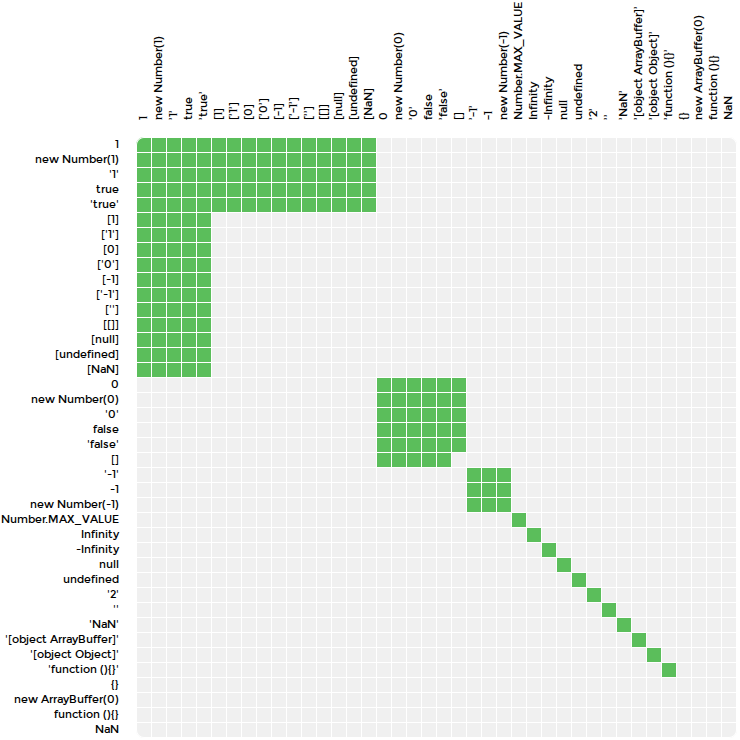 1
new Number(1)
'1'
true
'true'
[1]
['1']
[0]
['0']
[-1]
['-1']
['']
[[]]
[null]
[undefined]
[NaN]
0
new Number(0)
'0'
false
'false'
[]
'-1'
-1
new Number(-1)
Number.MAX_VALUE
Infinity
-Infinity
null
undefined
'2'
''
'NaN'
'[object ArrayBuffer]'
'[object Object]'
'function (){}'
{}
new ArrayBuffer(0)
function (){}
NaN
1
new Number(1)
'1'
true
'true'
[1]
['1']
[0]
['0']
[-1]
['-1']
['']
[[]]
[null]
[undefined]
[NaN]
0
new Number(0)
'0'
false
'false'
[]
'-1'
-1
new Number(-1)
Number.MAX_VALUE
Infinity
-Infinity
null
undefined
'2'
''
'NaN'
'[object ArrayBuffer]'
'[object Object]'
'function (){}'
{}
new ArrayBuffer(0)
function (){}
NaN